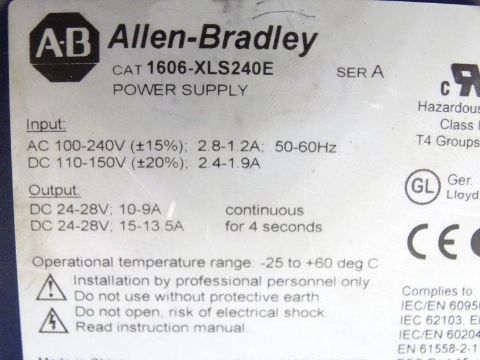 A-B Allen-Bradley
CAT 1606-XLS240E SER A
POWER SUPPLY
Hazardous
Class
T4 Groups
Input:
AC 100-240V (±15%); 2.8-1.2A; 50-60Hz
DC 110-150V (±20%); 2.4-1.9A
GL Ger.
Lloyd
Output:
DC 24-28V; 10-9A continuous
DC 24-28V; 15-13.5A for 4 seconds
CE
Operational temperature range: -25 to +60 deg C
Installation by professional personnel only.
Do not use without protective earth.
Do not open, risk of electrical shock.
Read instruction manual.
Complies to
IEC/EN 60950
IEC 62103, E
IEC/EN 60204
EN 61558-2-1